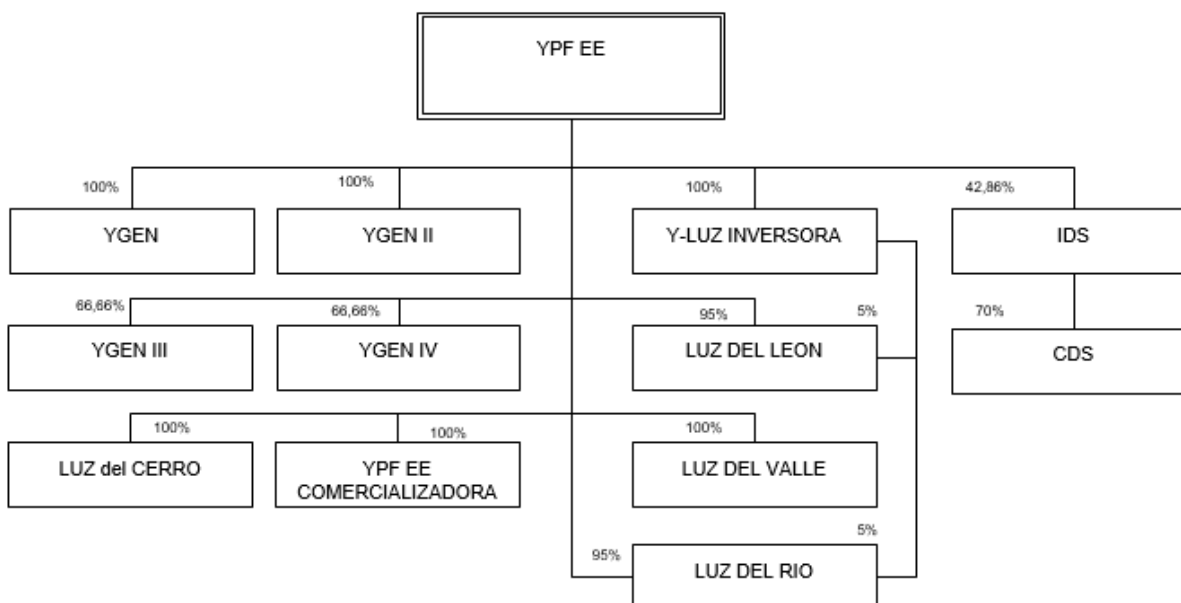 YPF EE
100%
100%
100%
42,86%
YGEN
YGEN II
Y-LUZ INVERSORA
IDS
66,66%
66,66%
95%
5%
70%
YGEN III
YGEN IV
LUZ DEL LEON
CDS
100%
100%
100%
LUZ del CERRO
YPF EE
COMERCIALIZADORA
LUZ DEL VALLE
5%
95%
LUZ DEL RIO